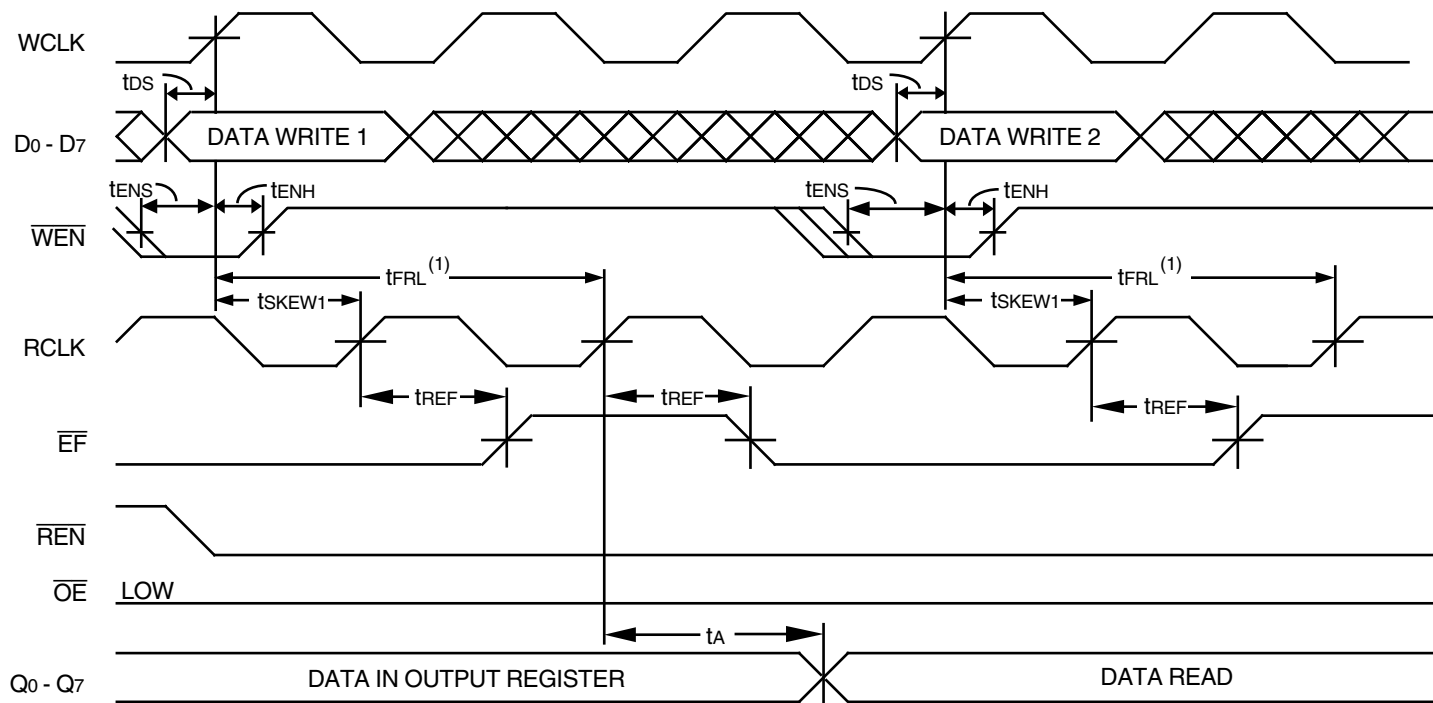 WCLK
tDS tDS
D0 - D7 DATA WRITE 1 DATA WRITE 2
tENS tENH tENS tENH
WEN
tFRL(1) tFRL(1)
tSKEW1 tSKEW1
RCLK
tREF tREF tREF
EF
REN
OE LOW
tA
Q0 - Q7 DATA IN OUTPUT REGISTER DATA READ